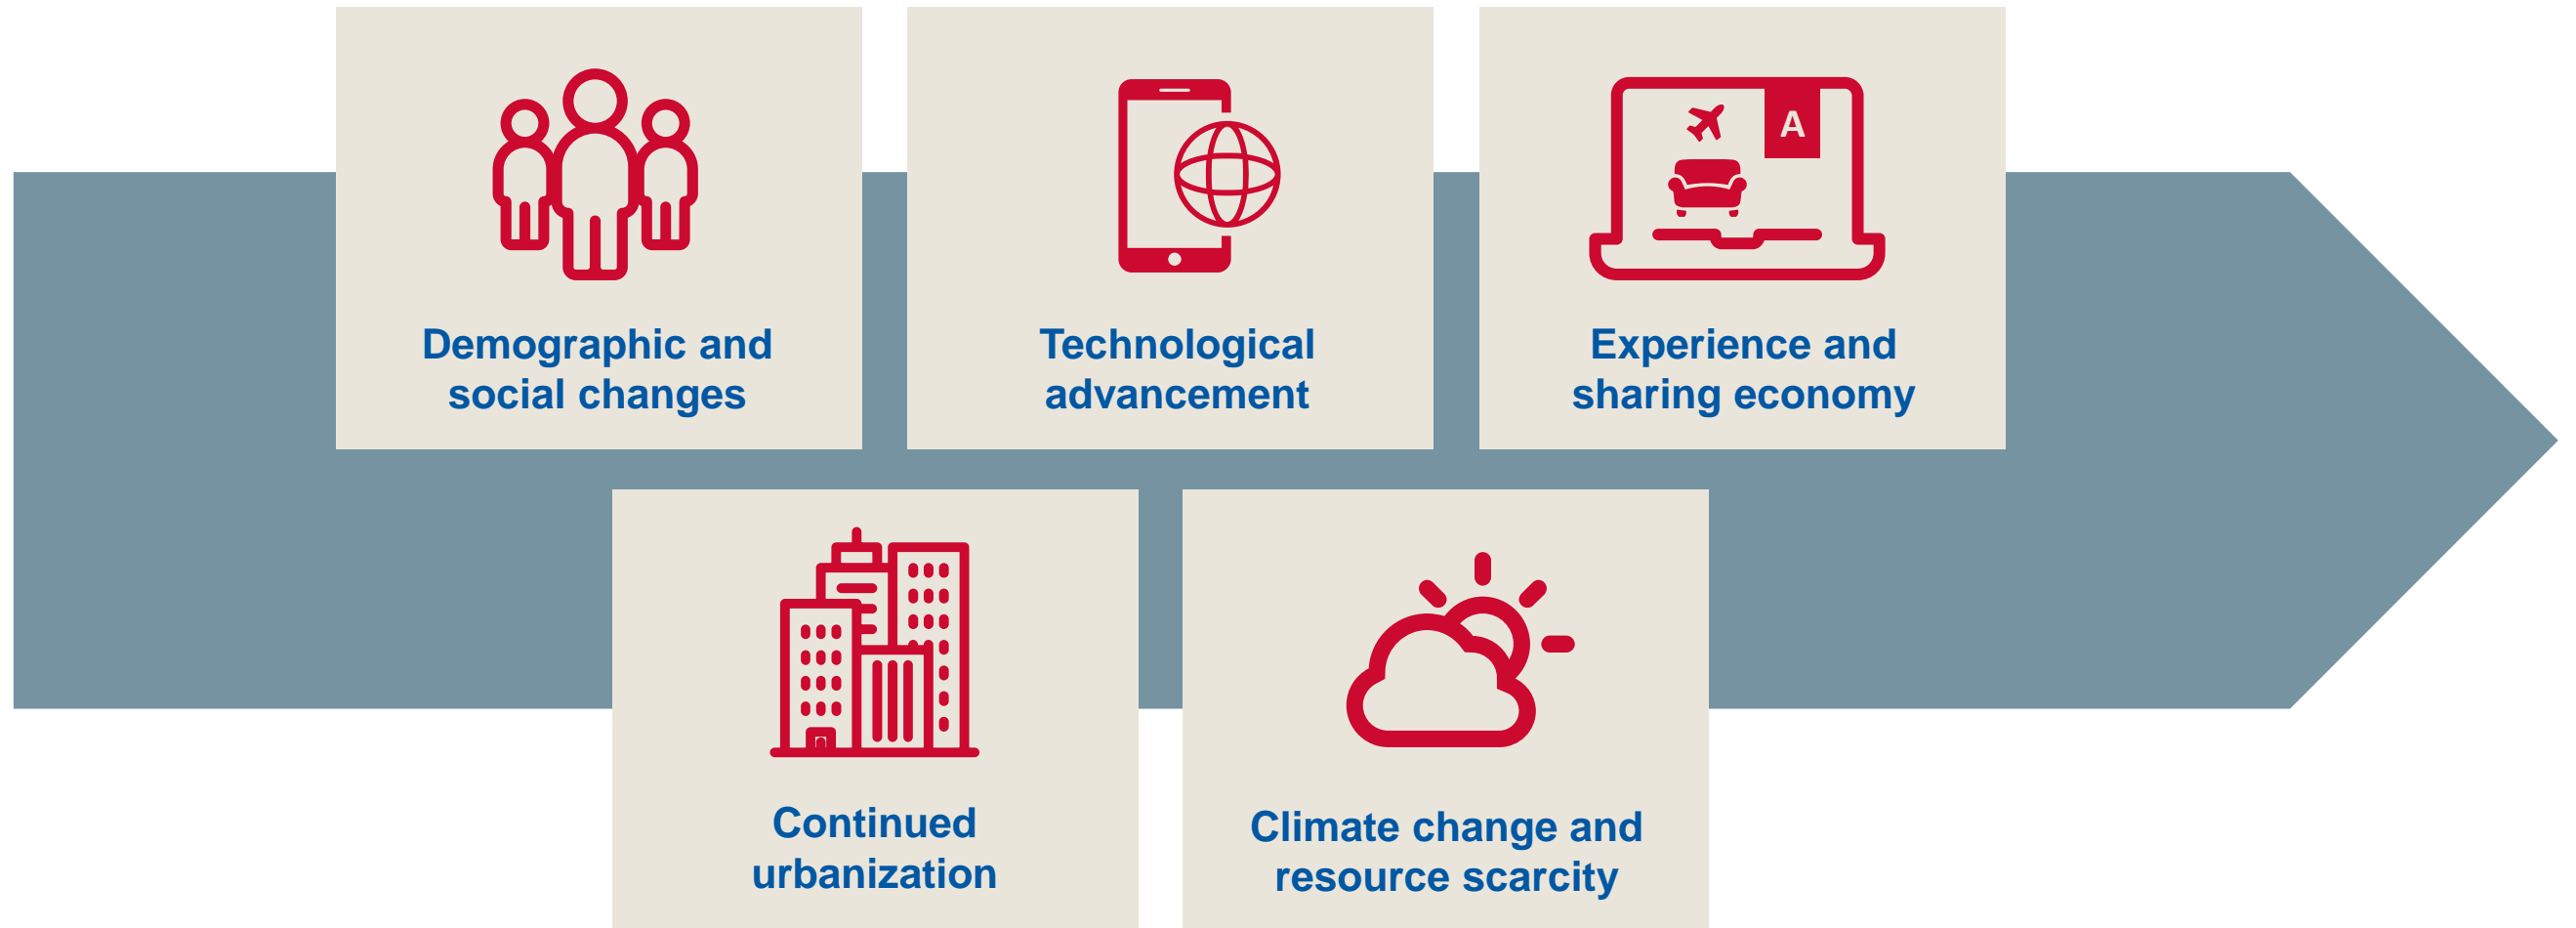 A
Demographic and
social changes
Technological
advancement
Experience and
sharing economy
Continued
urbanization
Climate change and
resource scarcity